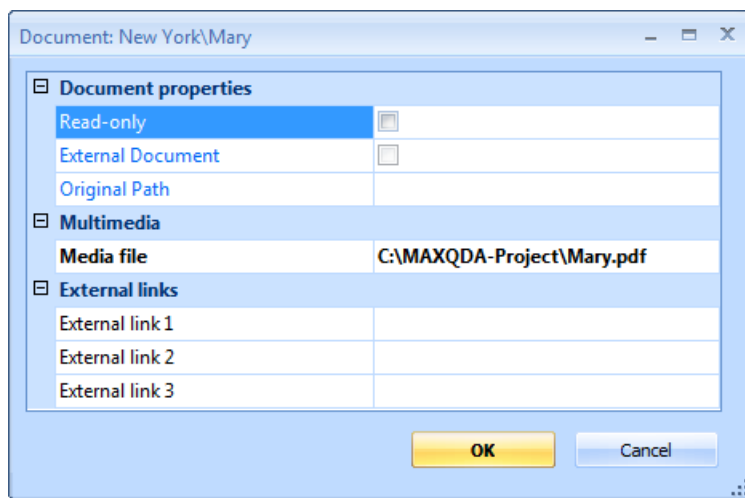 Document: New York\Mary
Document properties
Read-only
External Document
Original Path
Multimedia
Media file C:\MAXQDA-Project\Mary.pdf
External links
External link 1
External link 2
External link 3
OK Cancel